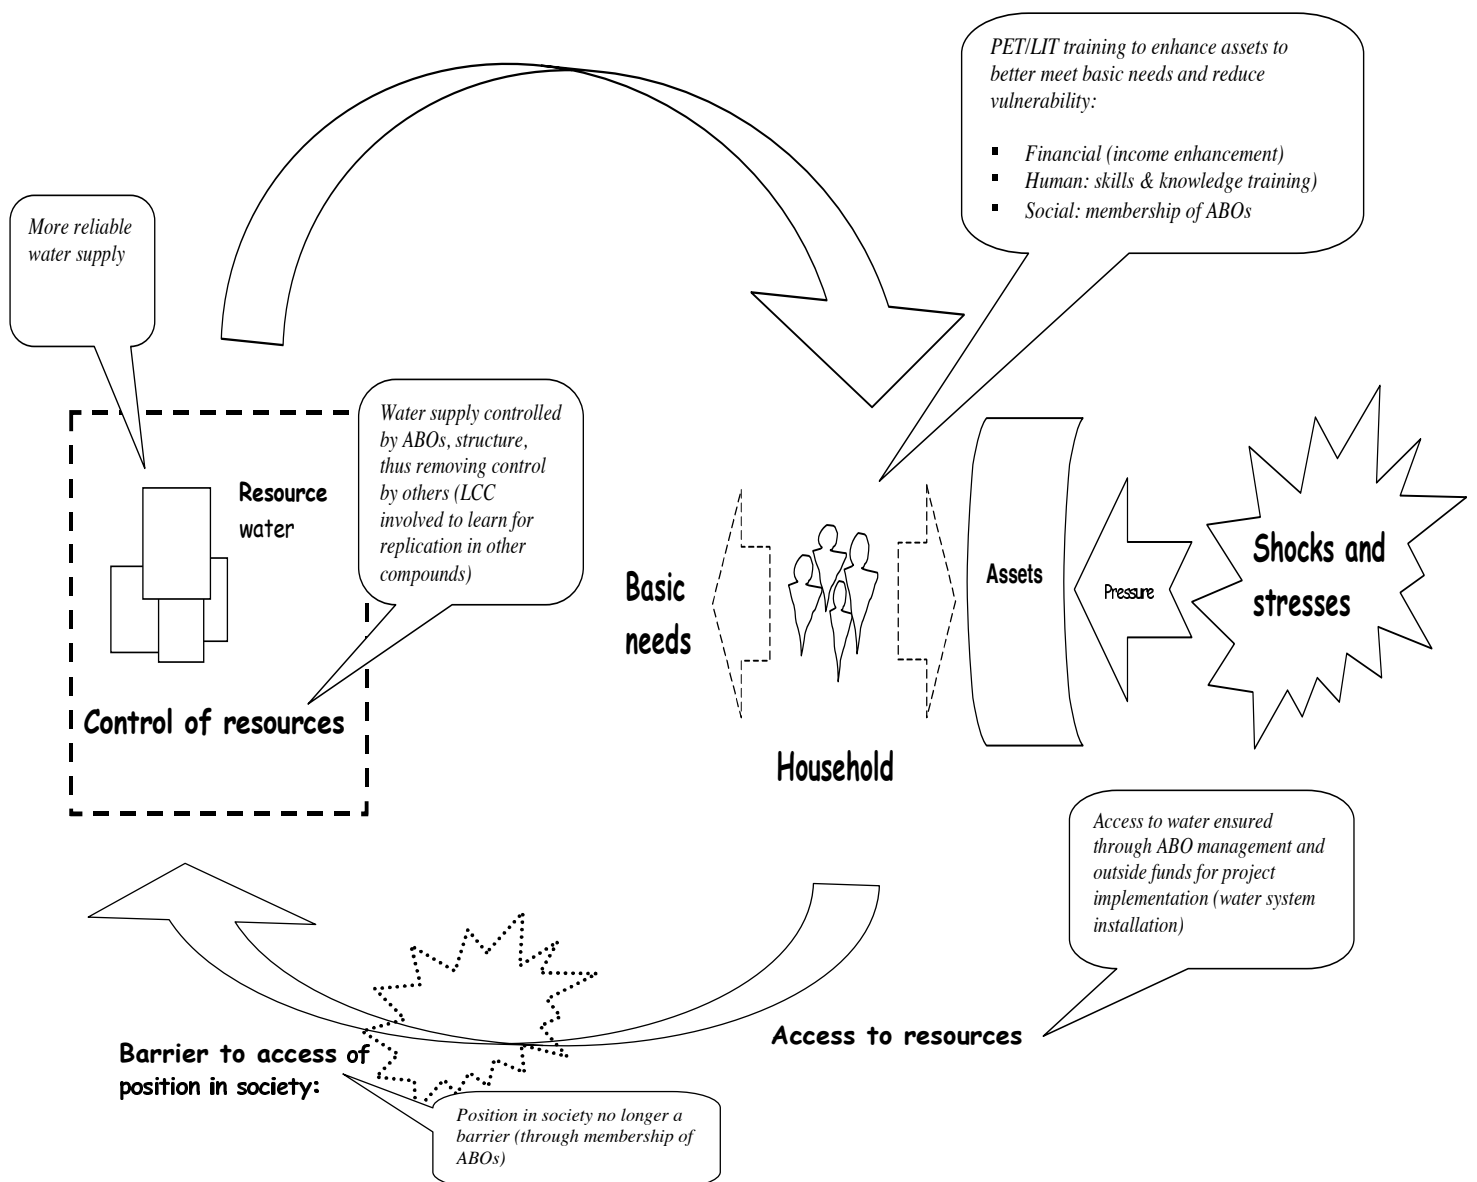 PET/LIT training to enhance assets to
better meet basic needs and reduce
vulnerability:
▪ Financial (income enhancement)
▪ Human: skills & knowledge training)
▪ Social: membership of ABOs
More reliable
water supply
Water supply controlled
by ABOs, structure,
thus removing control
by others (LCC
involved to learn for
replication in other
compounds)
Resource
water
Control of resources
Basic
needs
Household
Assets
Pressure
Shocks and
stresses
Access to water ensured
through ABO management and
outside funds for project
implementation (water system
installation)
Access to resources
Barrier to access of
position in society:
Position in society no longer a
barrier (through membership of
ABOs)